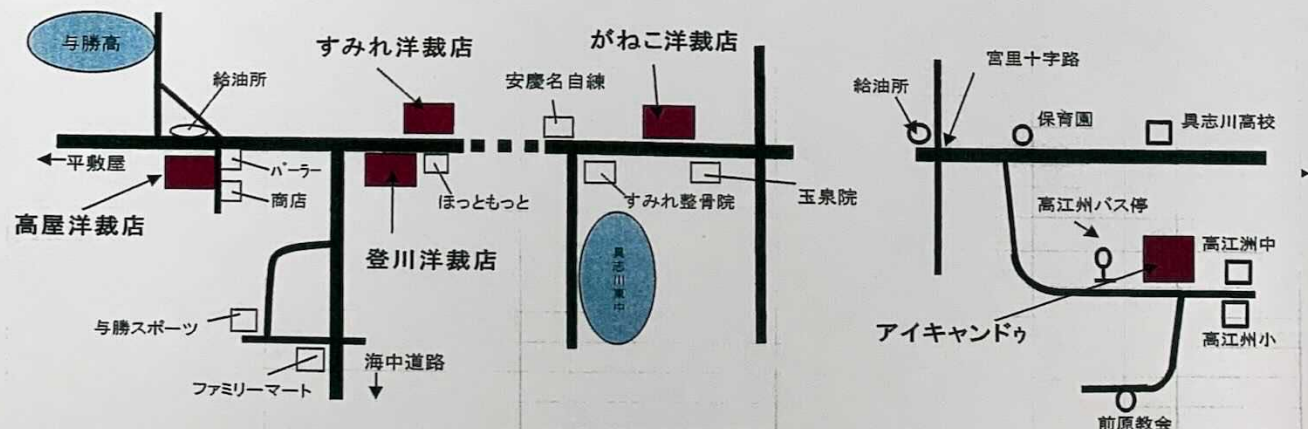 与勝高
給油所
すみれ洋裁店
平敷屋
パーラー
商店
高屋洋裁店
登川洋裁店
ほっともっと
与勝スポーツ
ファミリーマート
海中道路
安慶名自練
がねこ洋裁店
すみれ整骨院
玉泉院
具志川東中
給油所
宮里十字路
保育園
具志川高校
高江州バス停
高江洲中
アイキャンドゥ
高江州小
前原教会